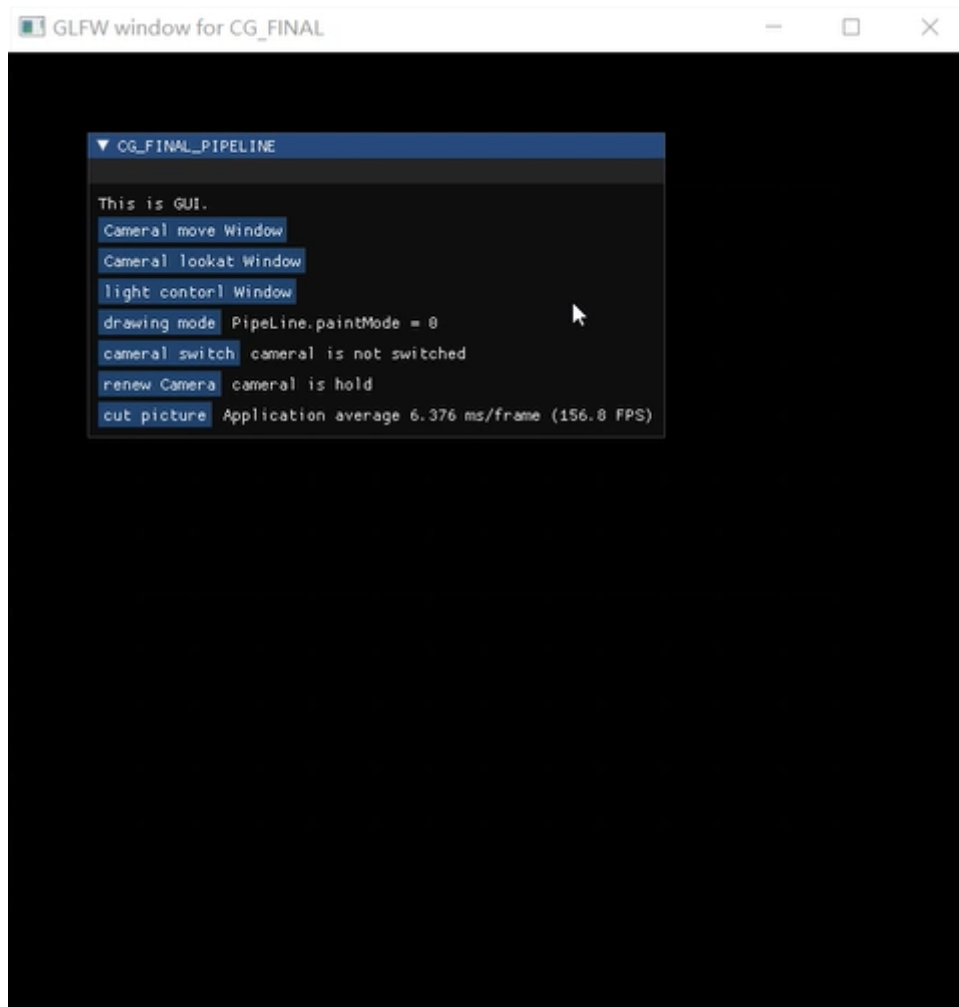 GLFW window for CG_FINAL
CG_FINAL_PIPELINE
This is GUI.
Cameral move Window
Cameral lookat Window
light contorl Window
drawing mode PipeLine.paintMode = 0
cameral switch cameral is not switched
renew Camera cameral is hold
cut picture Application average 6.376 ms/frame (156.8 FPS)